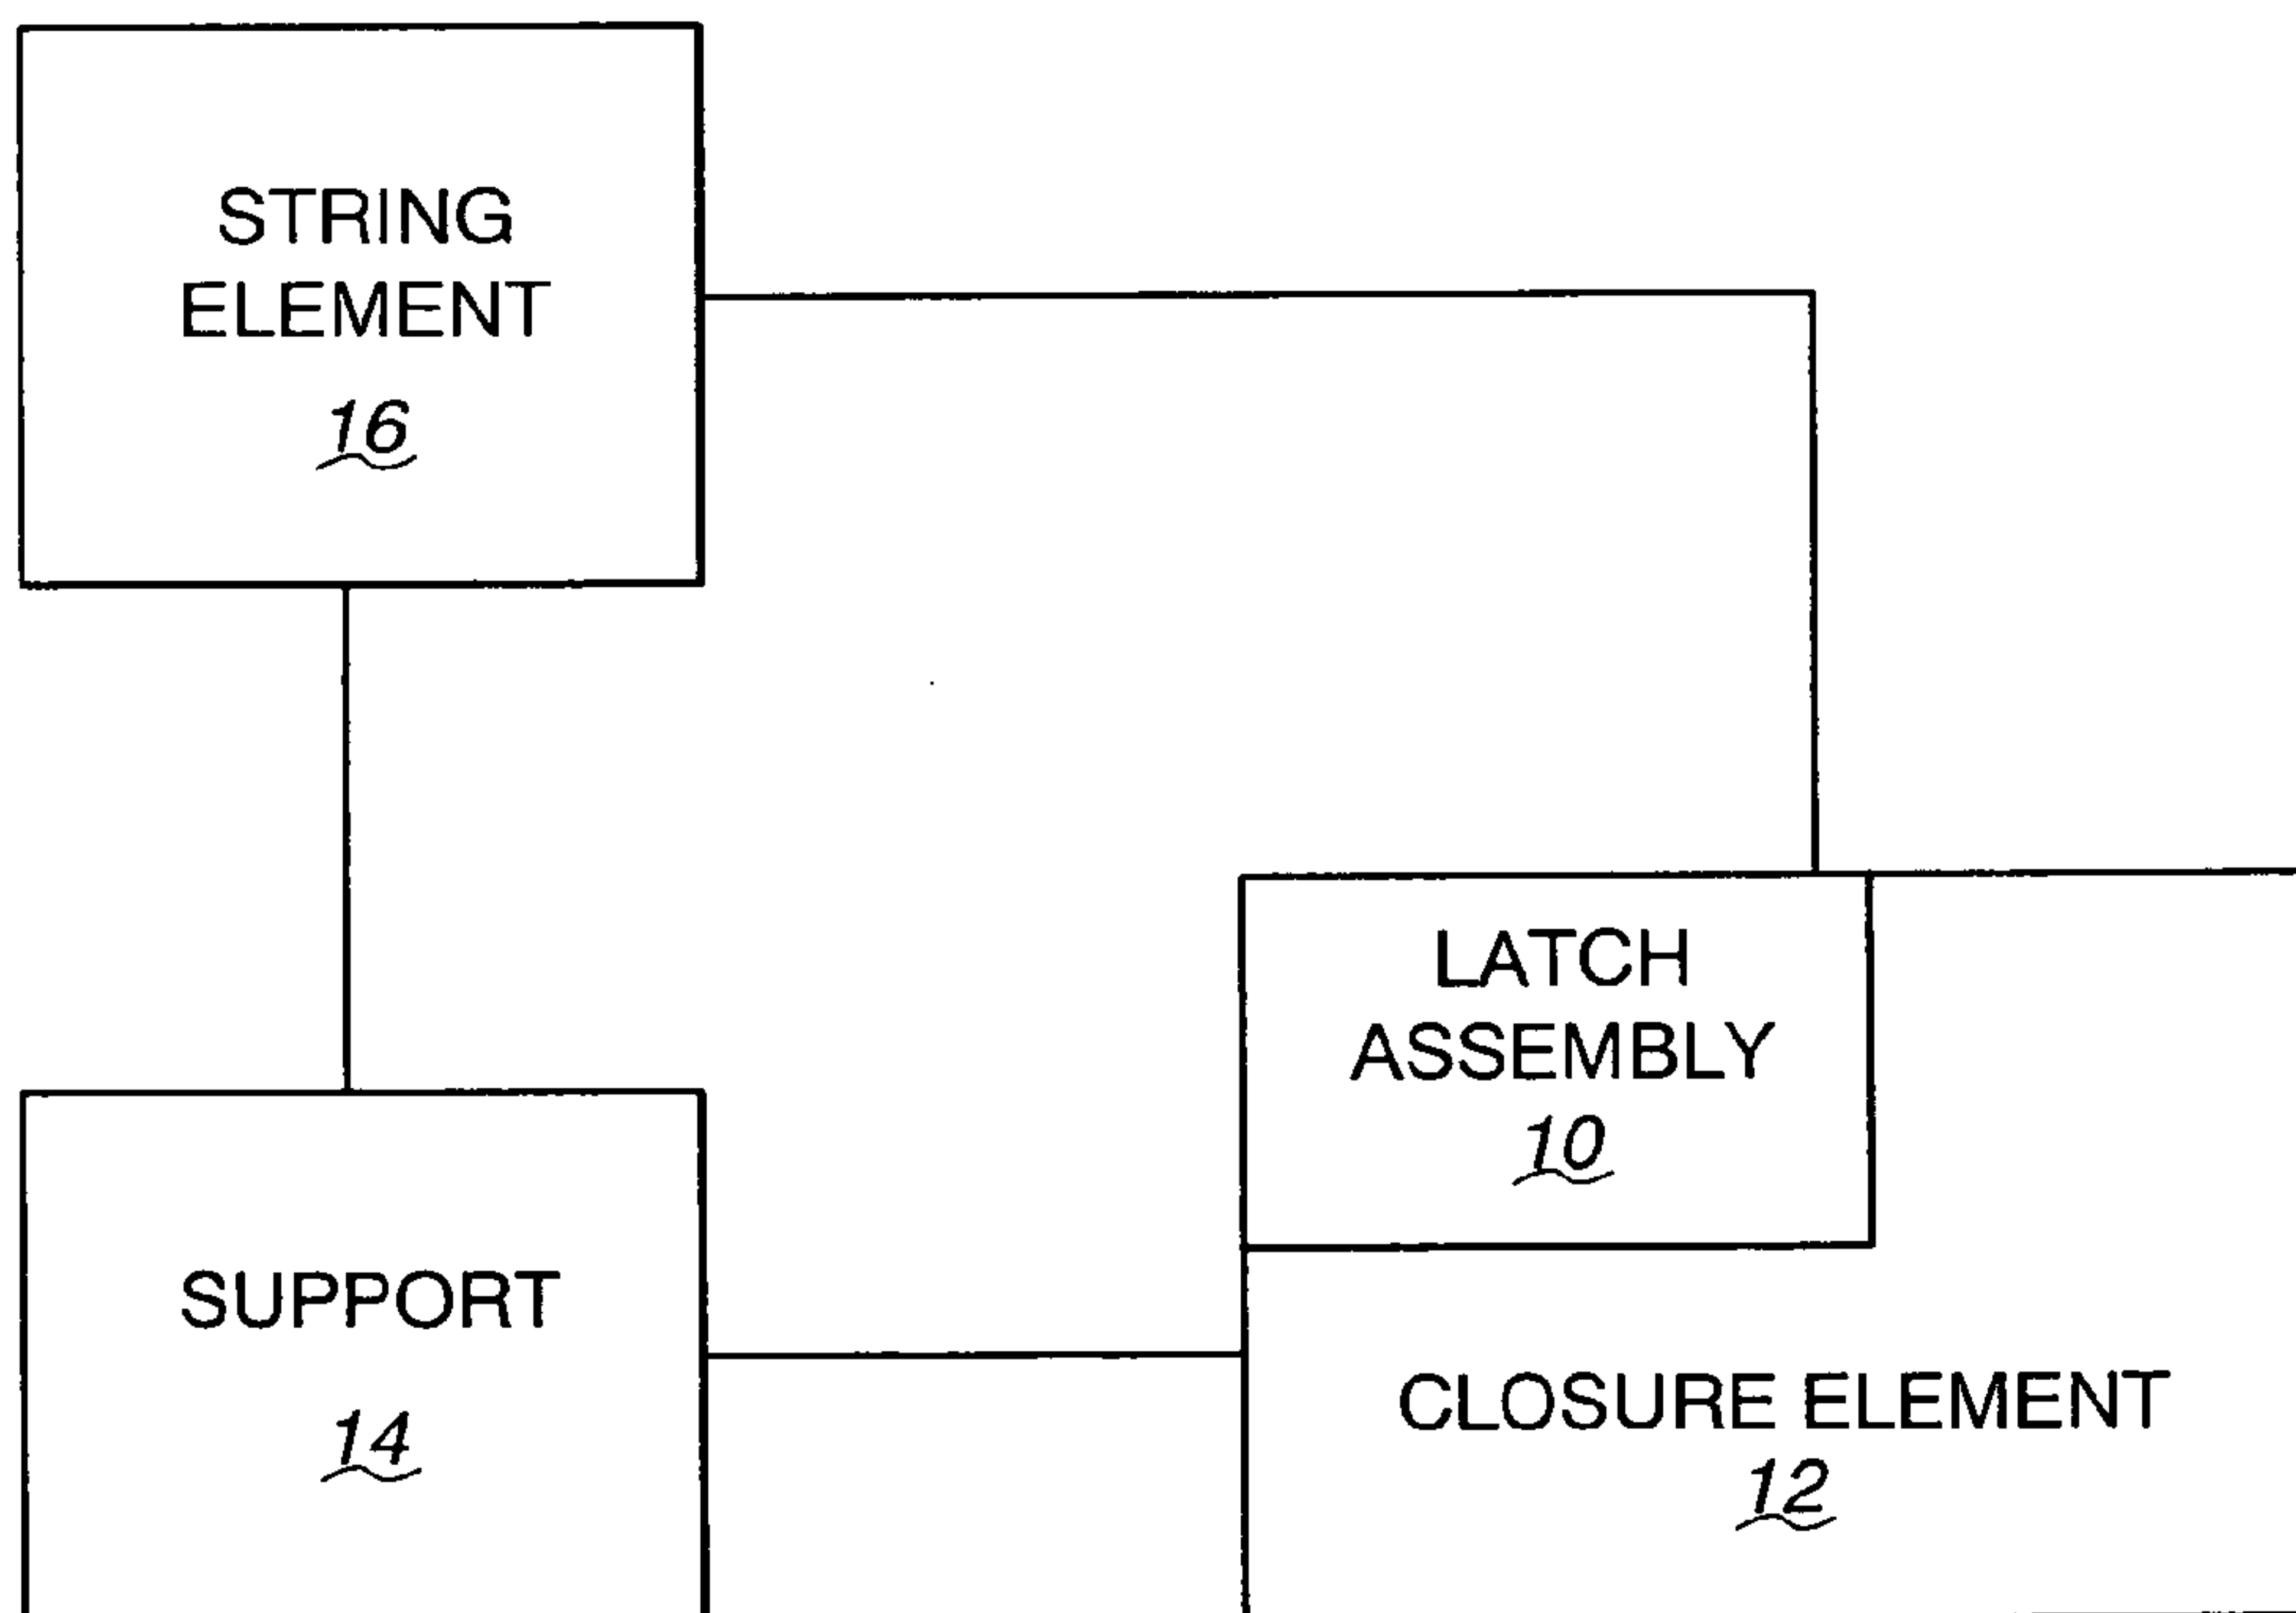 STRING
ELEMENT
16
LATCH
ASSEMBLY
10
SUPPORT
14
CLOSURE ELEMENT
12